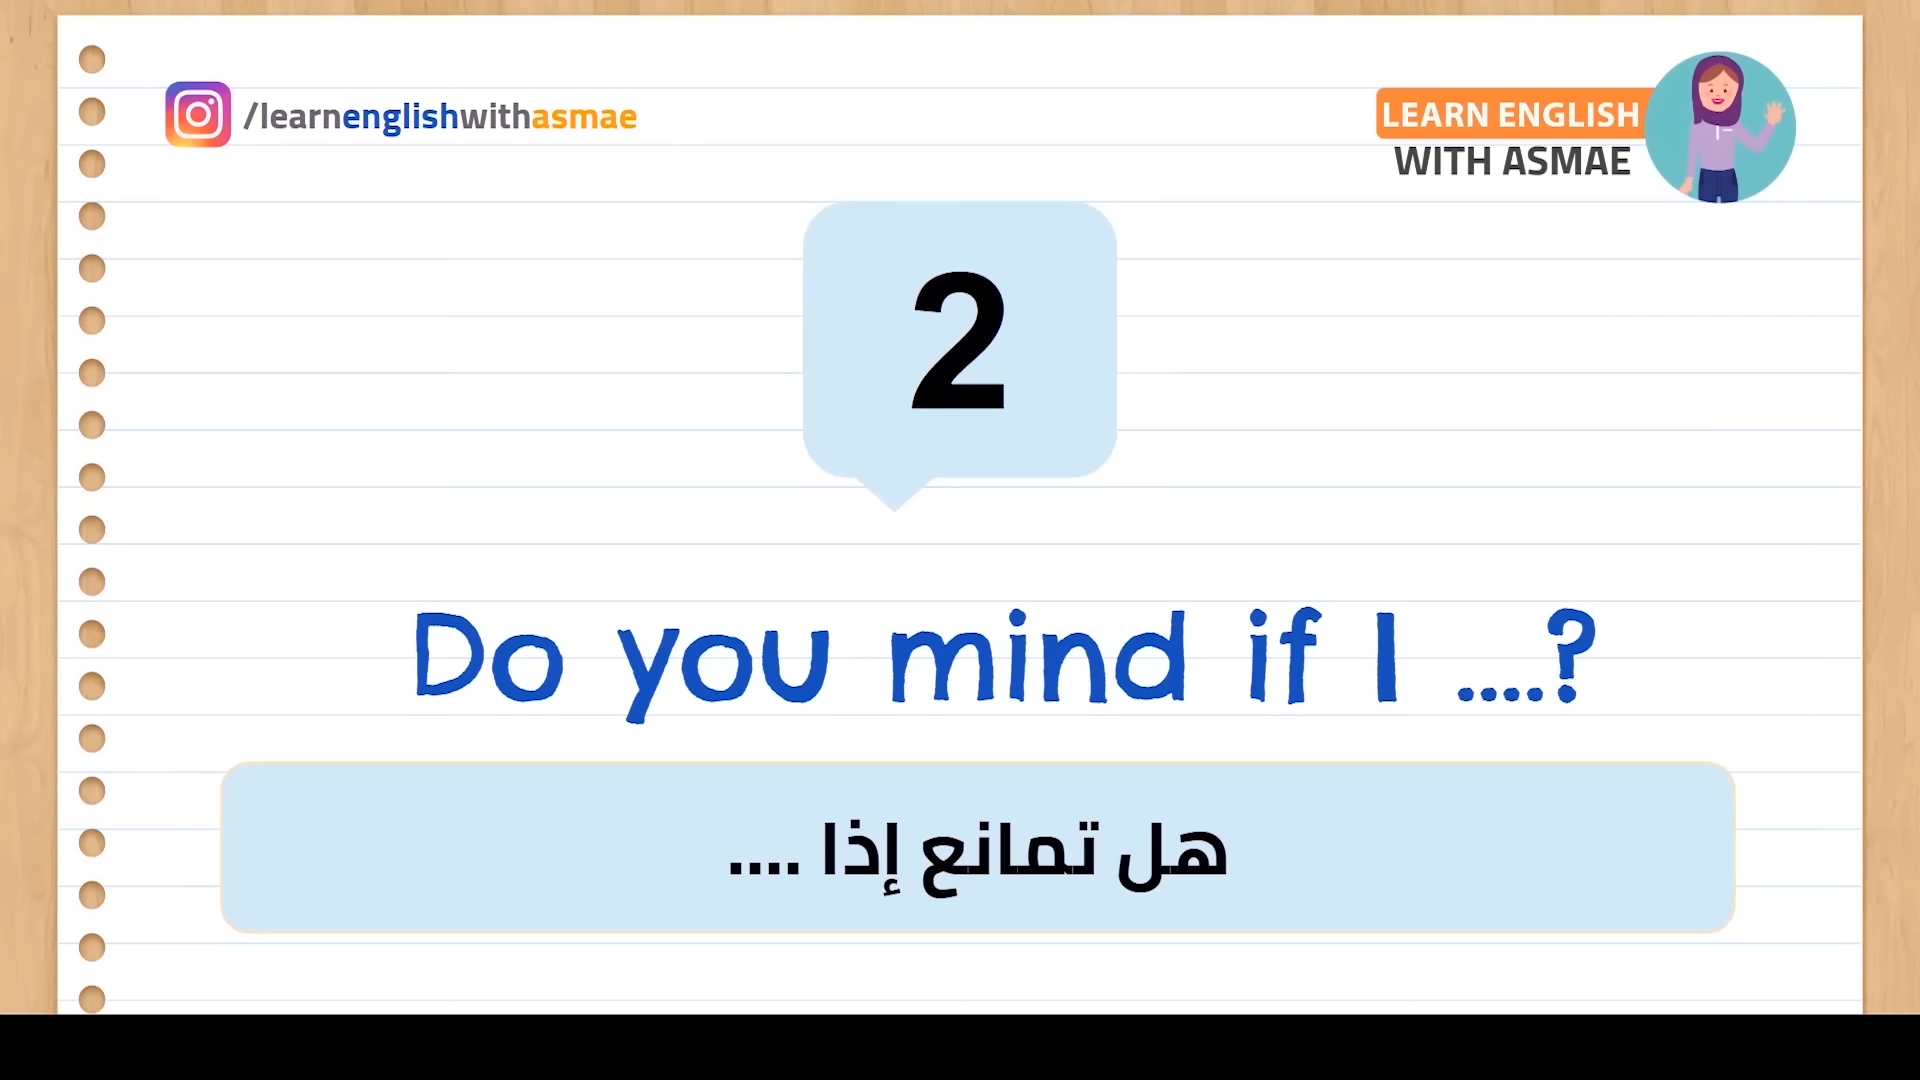 /learnenglishwithasmae
LEARN ENGLISH
WITH ASMAE
2
Do you mind if I ....?
هل تمانع إذا ....